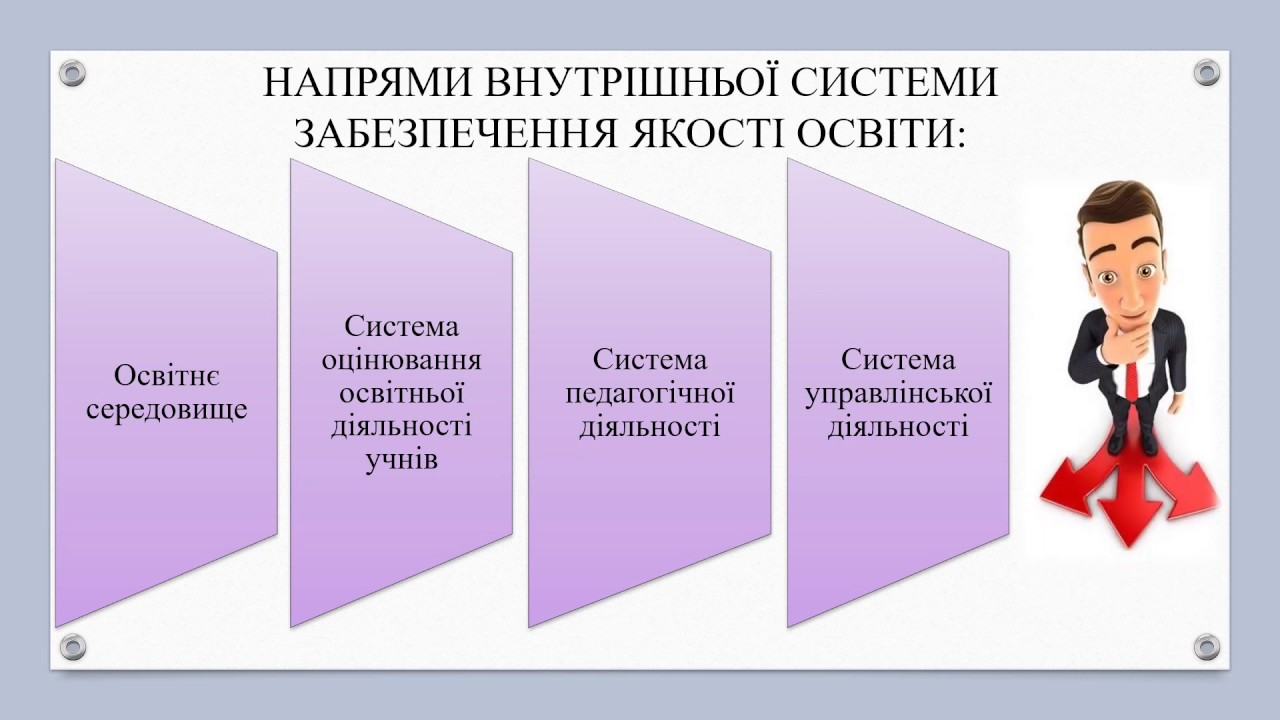 НАПРЯМИ ВНУТРІШНЬОЇ СИСТЕМИ
ЗАБЕЗПЕЧЕННЯ ЯКОСТІ ОСВІТИ:
Освітнє
середовище
Система
оцінювання
освітньої
діяльності
учнів
Система
педагогічної
діяльності
Система
управлінської
діяльності